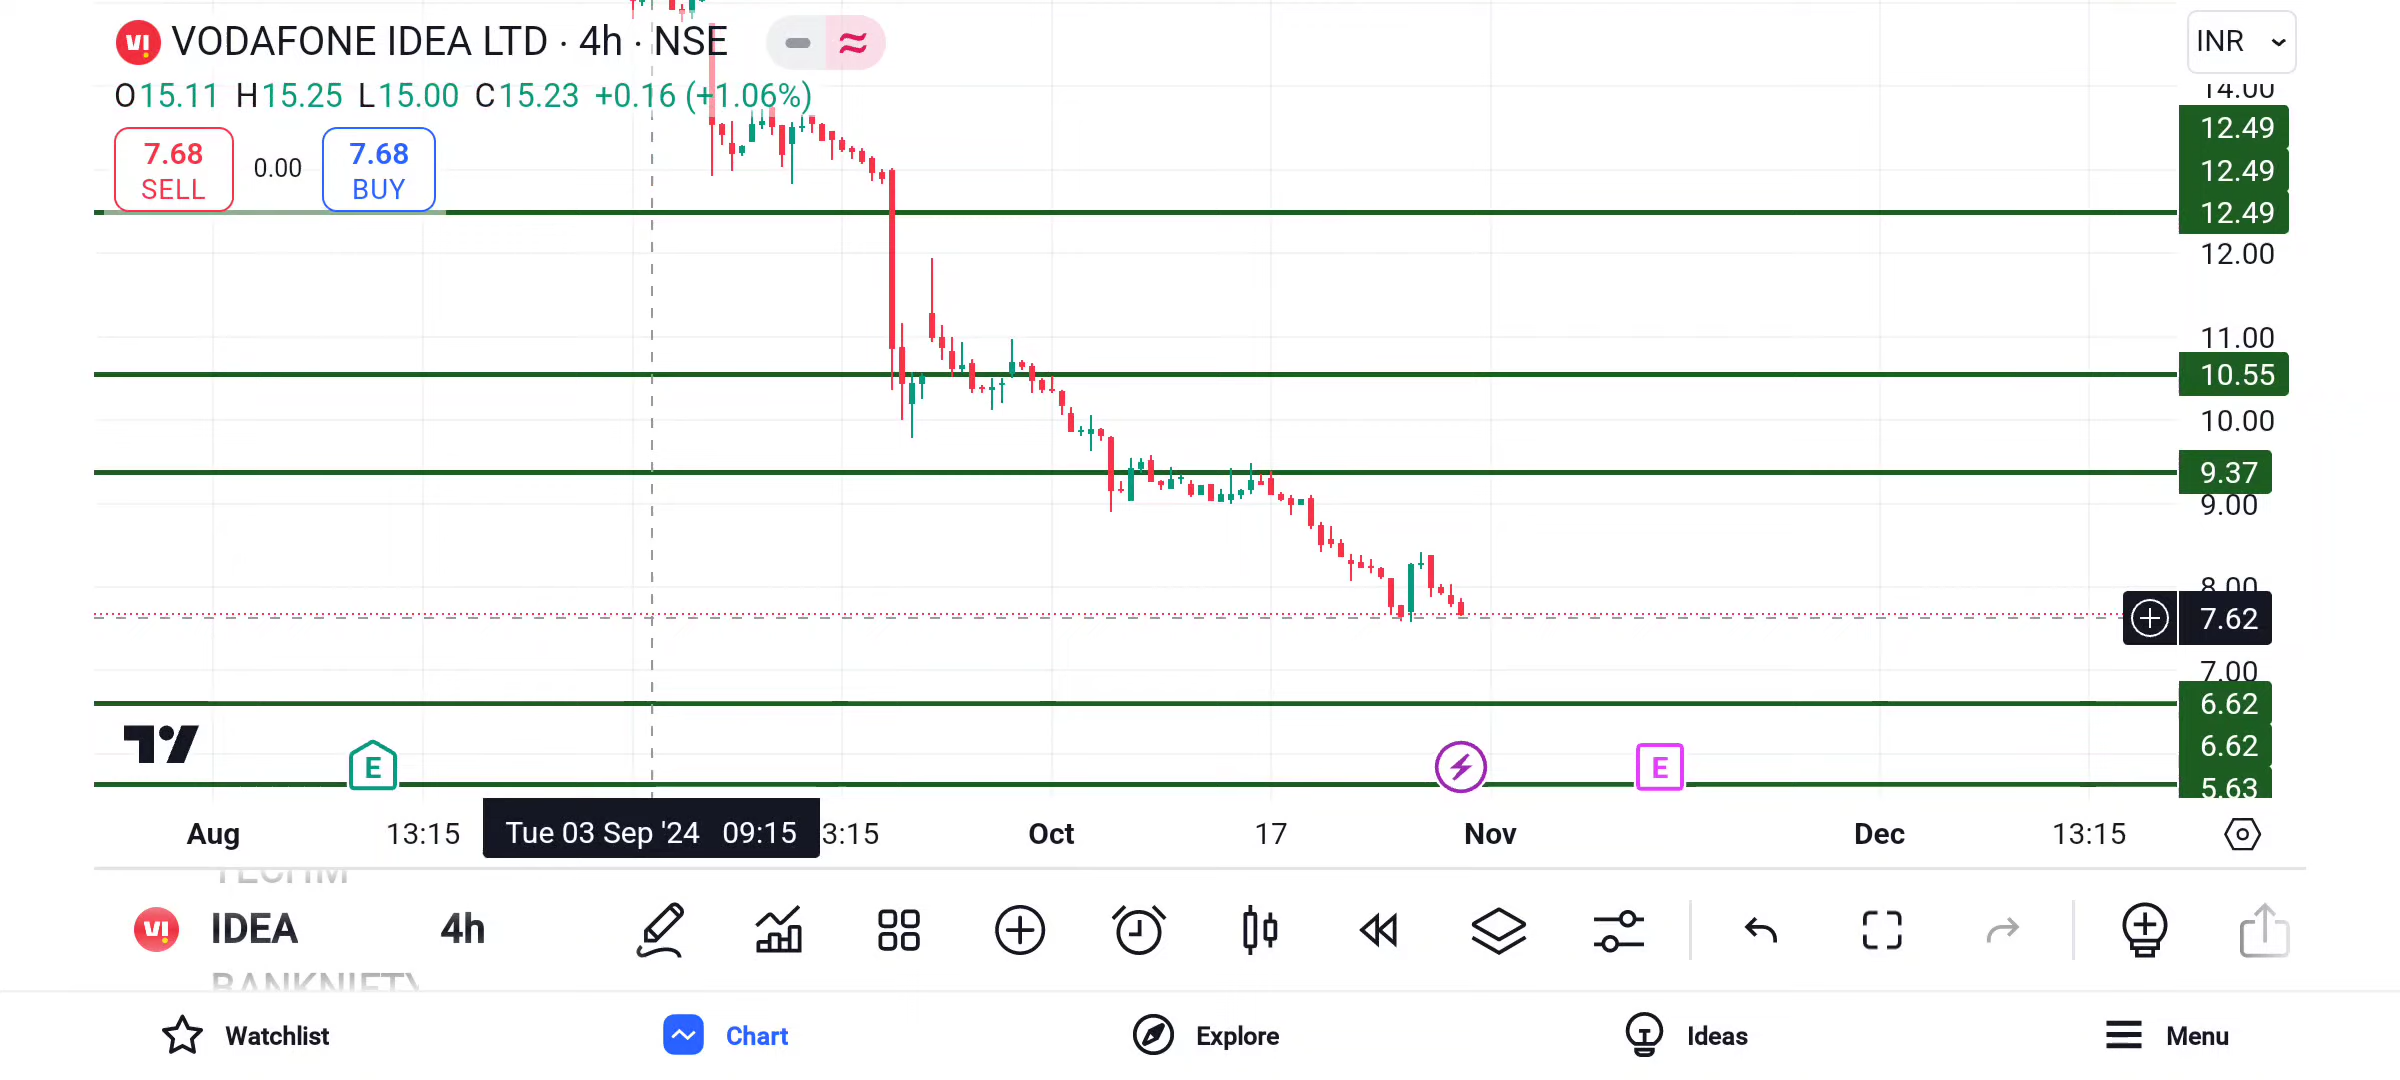 VODAFONE IDEA LTD · 4h · NSE
INR
O15.11 H15.25 L15.00 C15.23 +0.16 (+1.06%)
7.68
SELL
0.00
7.68
BUY
14.00
12.49
12.49
12.49
12.00
11.00
10.55
10.00
9.37
9.00
8.00
7.62
7.00
6.62
6.62
5.63
E
E
Aug
13:15
Tue 03 Sep '24 09:15
3:15
Oct
17
Nov
Dec
13:15
TECHM
IDEA
4h
BANKNIFTY
Watchlist
Chart
Explore
Ideas
Menu